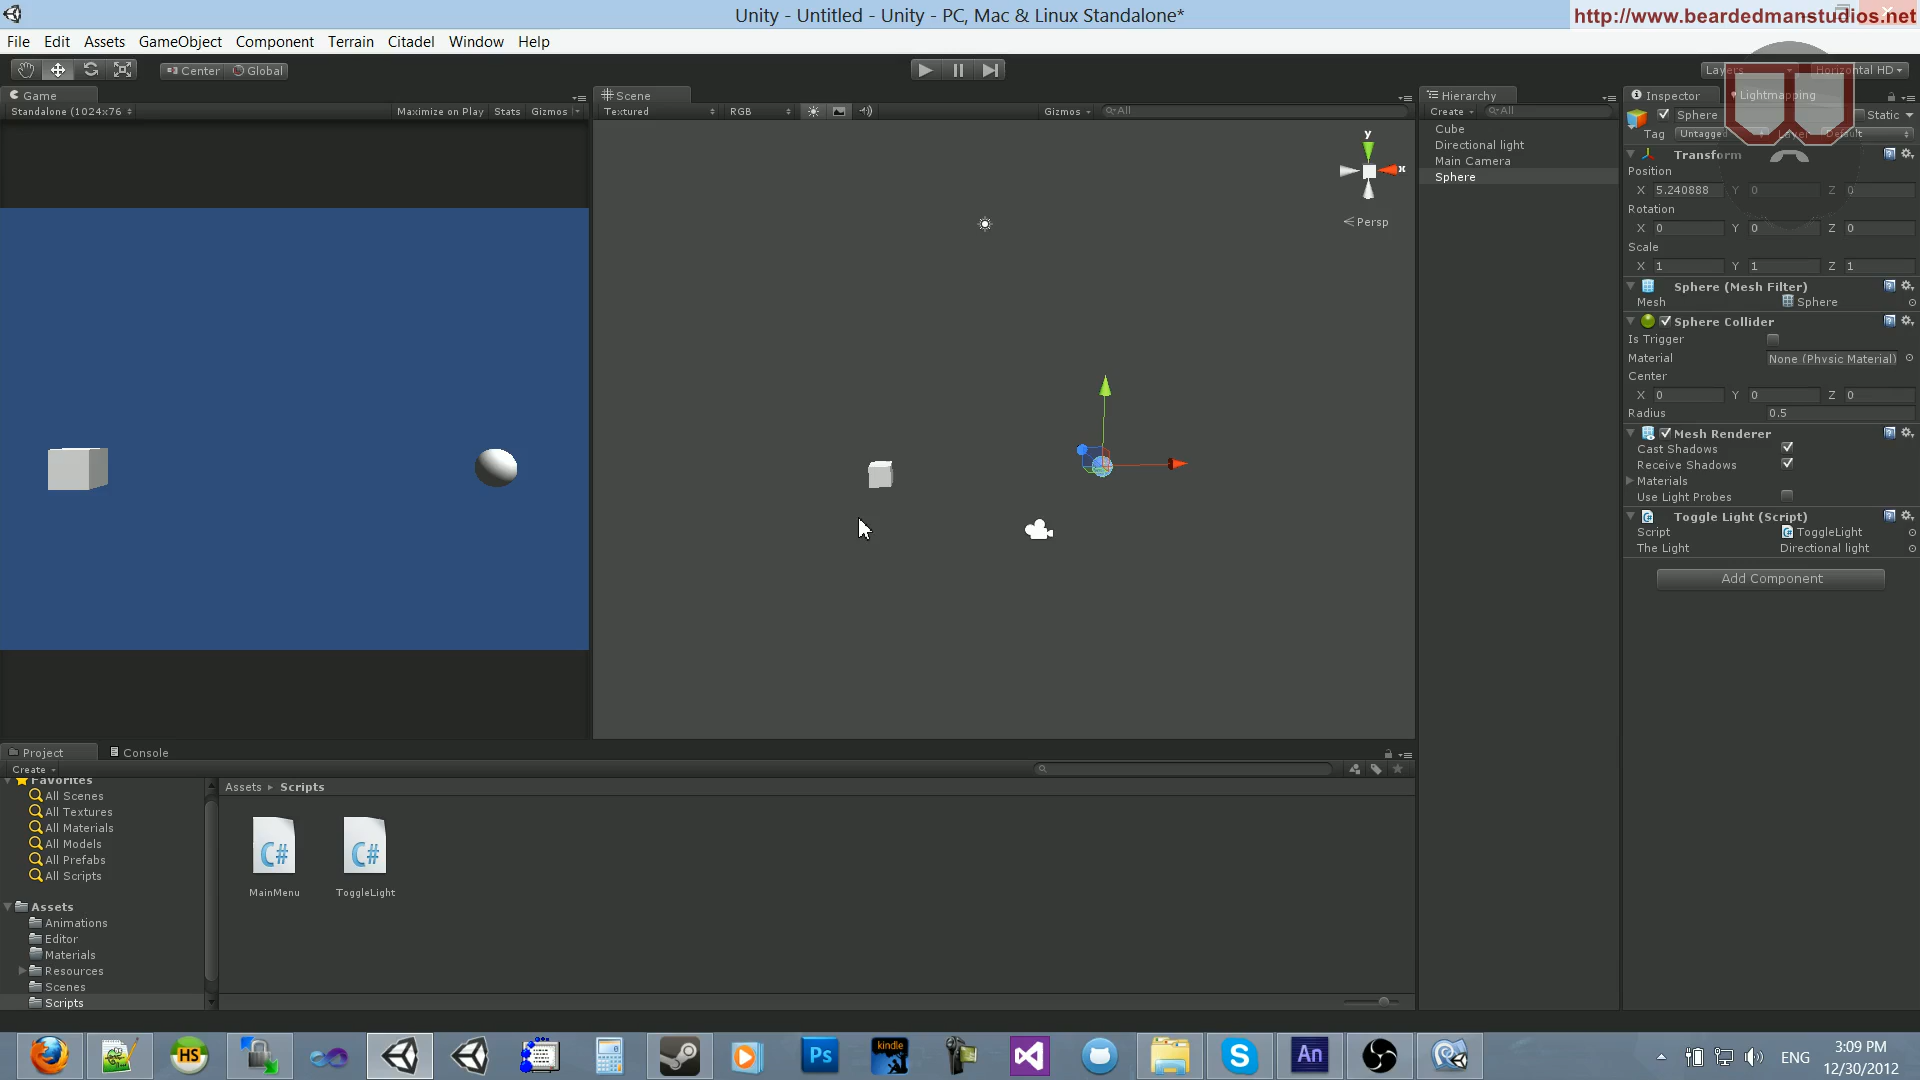 Unity - Untitled - Unity - PC, Mac & Linux Standalone*
http://www.beardedmanstudios.net
File Edit Assets GameObject Component Terrain Citadel Window Help
Center Global
Layers Horizontal HD
Game
Standalone (1024x76
Maximize on Play Stats Gizmos
Scene
Textured RGB Gizmos All
y
x
Persp
Hierarchy
Create All
Cube
Directional light
Main Camera
Sphere
Inspector Lightmapping
Sphere Static
Tag Untagged Layer Default
Transform
Position
X 5.240888 Y 0 Z 0
Rotation
X 0 Y 0 Z 0
Scale
X 1 Y 1 Z 1
Sphere (Mesh Filter)
Mesh Sphere
Sphere Collider
Is Trigger
Material None (Physic Material)
Center
X 0 Y 0 Z 0
Radius 0.5
Mesh Renderer
Cast Shadows
Receive Shadows
Materials
Use Light Probes
Toggle Light (Script)
Script ToggleLight
The Light Directional light
Add Component
Project Console
Create
Favorites
All Scenes
All Textures
All Materials
All Models
All Prefabs
All Scripts
Assets
Animations
Editor
Materials
Resources
Scenes
Scripts
Assets Scripts
C# C#
MainMenu ToggleLight
HS
Ps
kindle
An
ENG
3:09 PM
12/30/2012